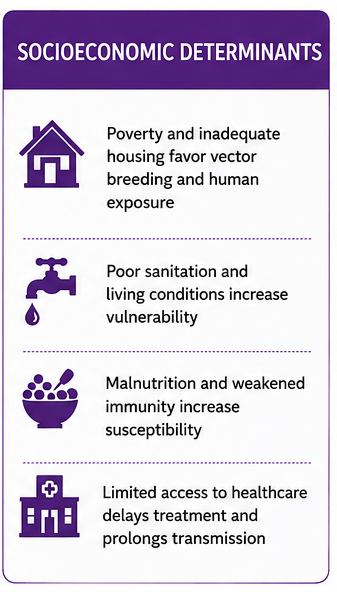 SOCIOECONOMIC DETERMINANTS
Poverty and inadequate
housing favor vector
breeding and human
exposure
Poor sanitation and
living conditions increase
vulnerability
Malnutrition and weakened
immunity increase
susceptibility
Limited access to healthcare
delays treatment and
prolongs transmission